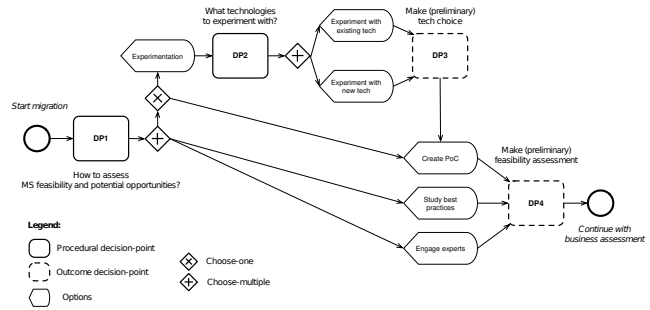 What technologies
to experiment with?
Make (preliminary)
tech choice
Experiment with
existing tech
Experimentation
DP2
DP3
Experiment with
new tech
Start migration
DP1
How to assess
MS feasibility and potential opportunities?
Create PoC
Make (preliminary)
feasibility assessment
Study best
practices
DP4
Engage experts
Continue with
business assessment
Legend:
Procedural decision-point
Outcome decision-point
Options
Choose-one
Choose-multiple